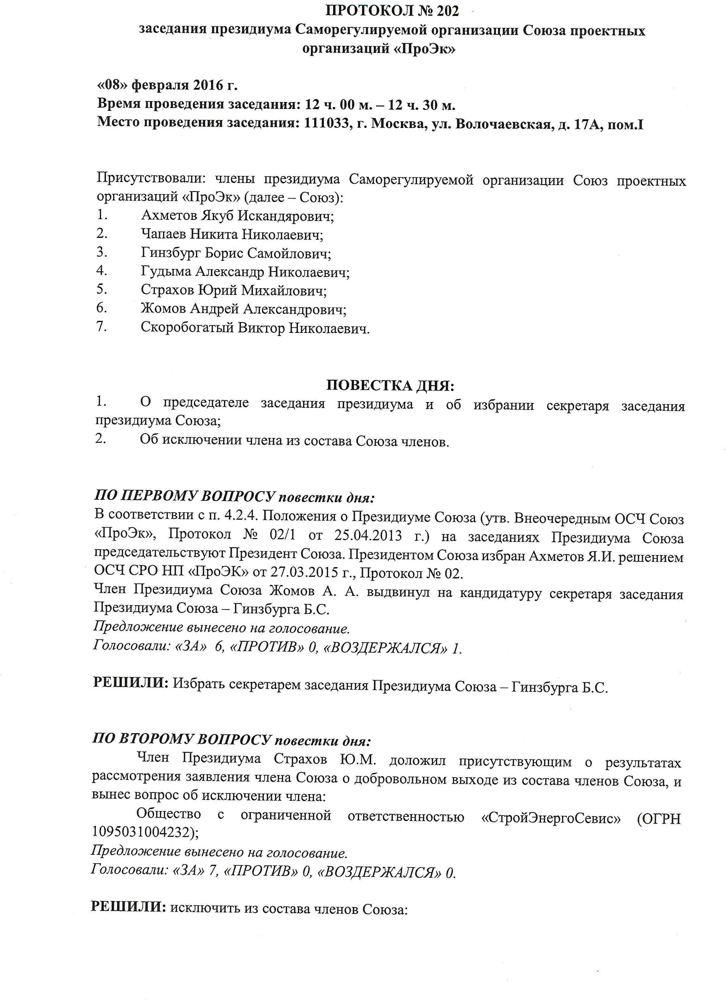 ПРОТОКОЛ № 202
заседания президиума Саморегулируемой организации Союза проектных
организаций «ПроЭк»
«08» февраля 2016 г.
Время проведения заседания: 12 ч. 00 м. – 12 ч. 30 м.
Место проведения заседания: 111033, г. Москва, ул. Волочаевская, д. 17А, пом.I
Присутствовали: члены президиума Саморегулируемой организации Союз проектных
организаций «ПроЭк» (далее – Союз):
1. Ахметов Якуб Искандярович;
2. Чапаев Никита Николаевич;
3. Гинзбург Борис Самойлович;
4. Гудыма Александр Николаевич;
5. Страхов Юрий Михайлович;
6. Жомов Андрей Александрович;
7. Скоробогатый Виктор Николаевич.
ПОВЕСТКА ДНЯ:
1. О председателе заседания президиума и об избрании секретаря заседания
президиума Союза;
2. Об исключении члена из состава Союза членов.
ПО ПЕРВОМУ ВОПРОСУ повестки дня:
В соответствии с п. 4.2.4. Положения о Президиуме Союза (утв. Внеочередным ОСЧ Союз
«ПроЭк», Протокол № 02/1 от 25.04.2013 г.) на заседаниях Президиума Союза
председательствуют Президент Союза. Президентом Союза избран Ахметов Я.И. решением
ОСЧ СРО НП «ПроЭК» от 27.03.2015 г., Протокол № 02.
Член Президиума Союза Жомов А. А. выдвинул на кандидатуру секретаря заседания
Президиума Союза – Гинзбурга Б.С.
Предложение вынесено на голосование.
Голосовали: «ЗА» 6, «ПРОТИВ» 0, «ВОЗДЕРЖАЛСЯ» 1.
РЕШИЛИ: Избрать секретарем заседания Президиума Союза – Гинзбурга Б.С.
ПО ВТОРОМУ ВОПРОСУ повестки дня:
Член Президиума Страхов Ю.М. доложил присутствующим о результатах
рассмотрения заявления члена Союза о добровольном выходе из состава членов Союза, и
вынес вопрос об исключении члена:
Общество с ограниченной ответственностью «СтройЭнергоСевис» (ОГРН
1095031004232);
Предложение вынесено на голосование.
Голосовали: «ЗА» 7, «ПРОТИВ» 0, «ВОЗДЕРЖАЛСЯ» 0.
РЕШИЛИ: исключить из состава членов Союза: